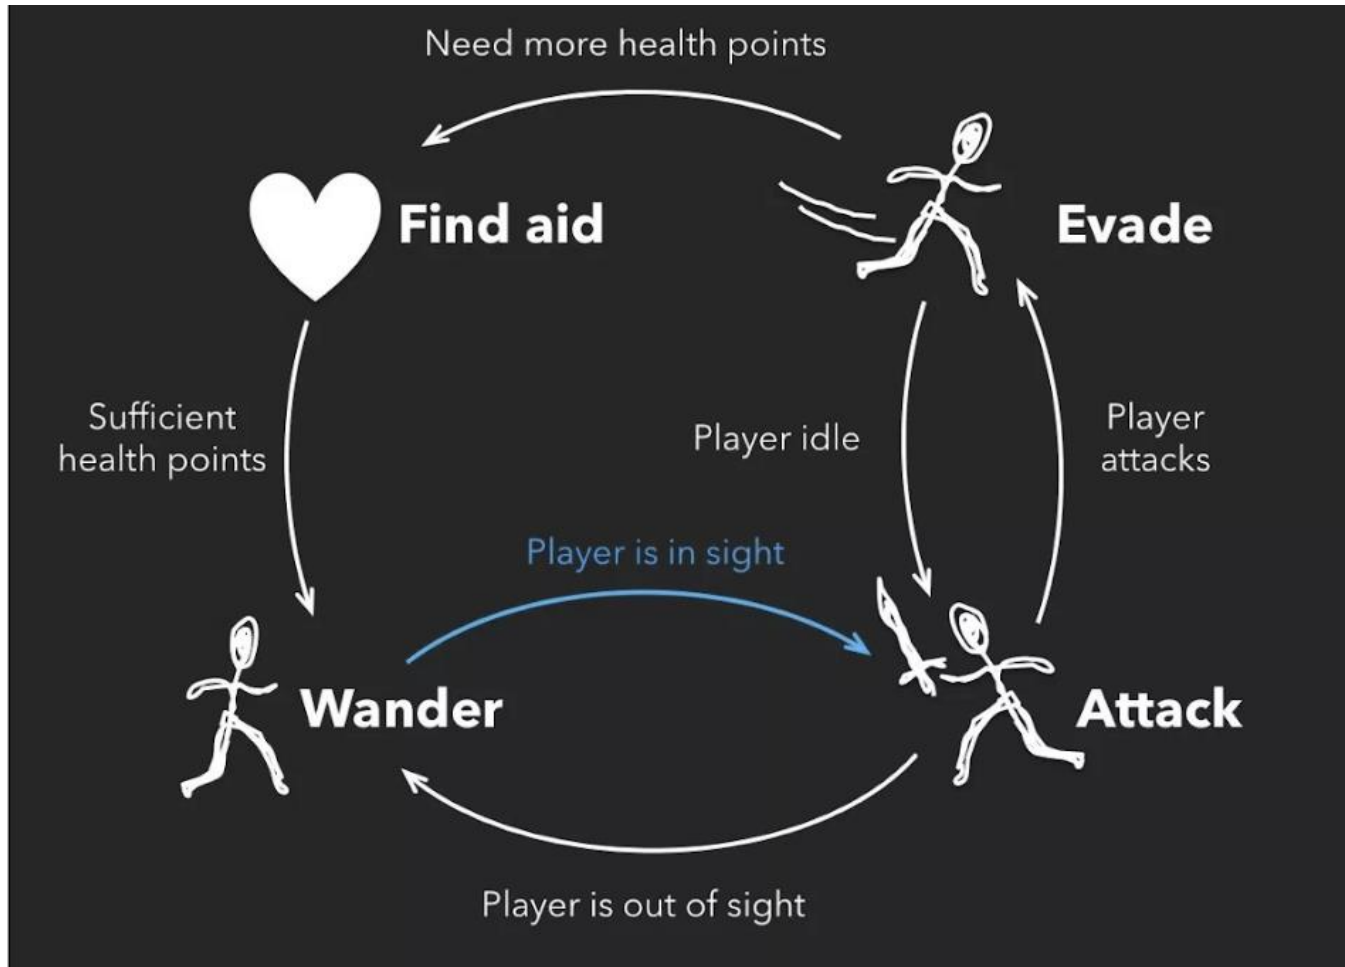 Need more health points
Find aid
Evade
Sufficient
health points
Player idle
Player
attacks
Player is in sight
Wander
Attack
Player is out of sight